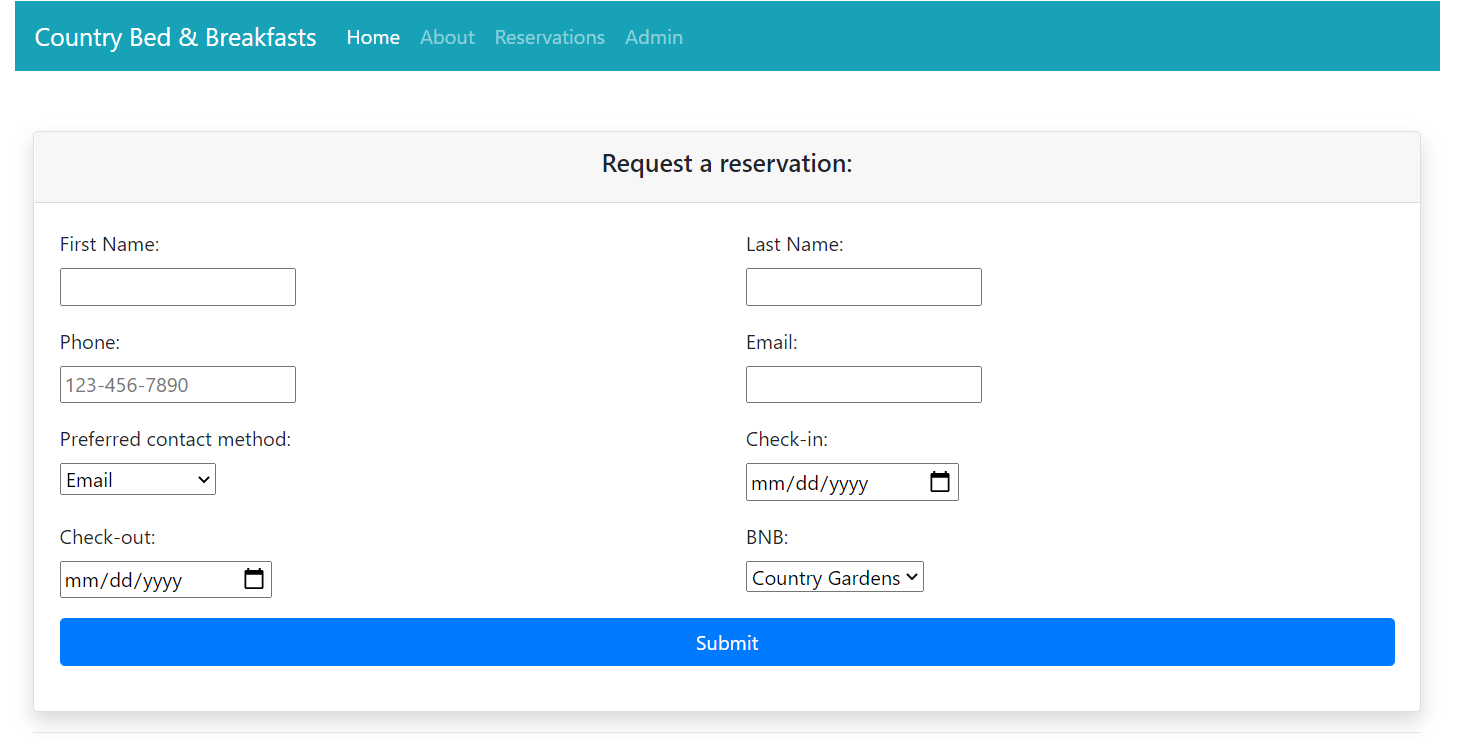 Country Bed & Breakfasts Home About Reservations Admin
Request a reservation:
First Name: Last Name:
Phone: Email:
123-456-7890
Preferred contact method: Check-in:
Email mm/dd/yyyy
Check-out: BNB:
mm/dd/yyyy Country Gardens
Submit